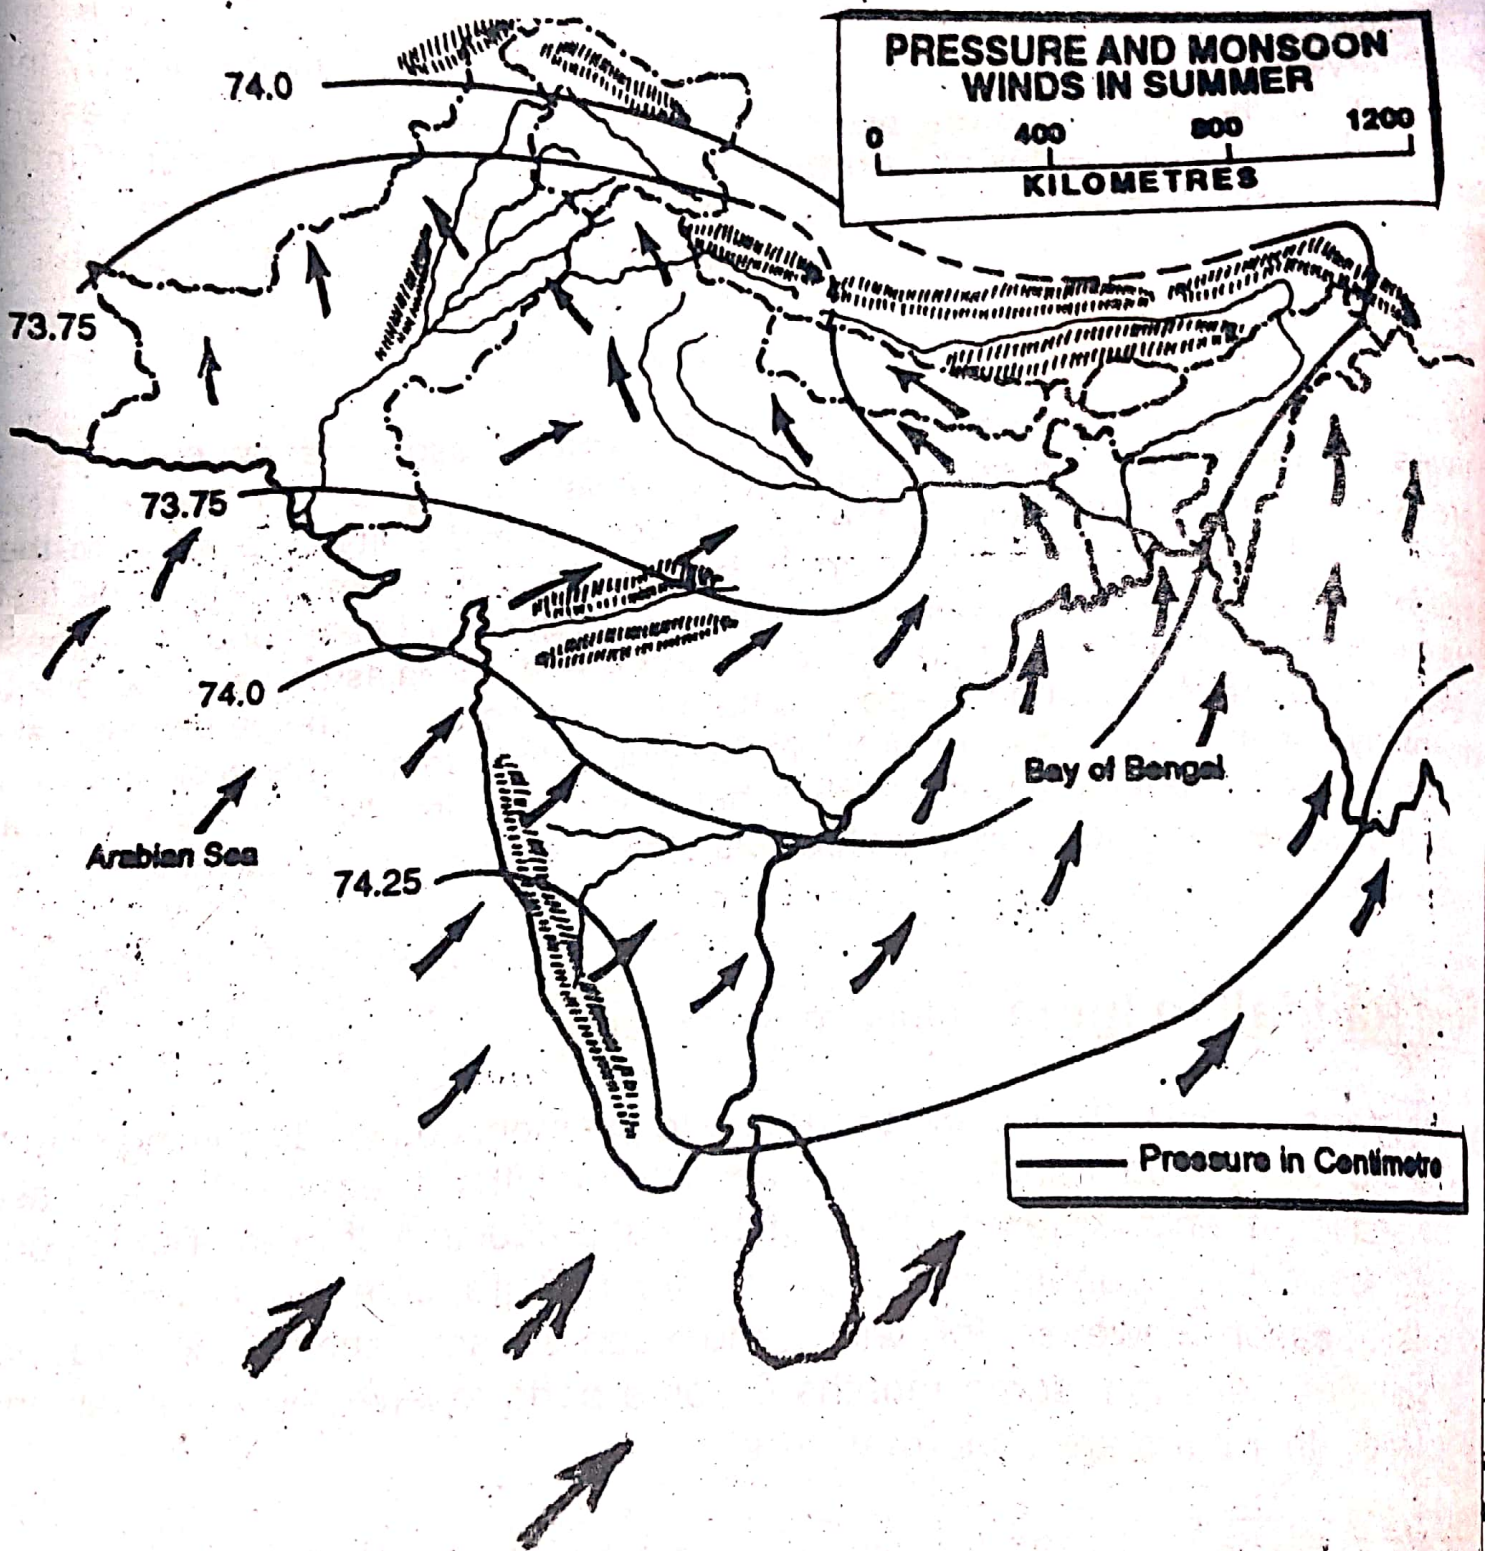 PRESSURE AND MONSOON
WINDS IN SUMMER
0 400 800 1200
KILOMETRES
74.0
73.75
73.75
74.0
Bay of Bengal
Arabian Sea
74.25
Pressure in Centimetre